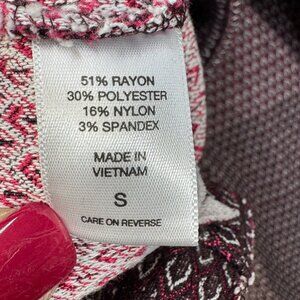 51% RAYON
30% POLYESTER
16% NYLON
3% SPANDEX
MADE IN
VIETNAM
S
CARE ON REVERSE